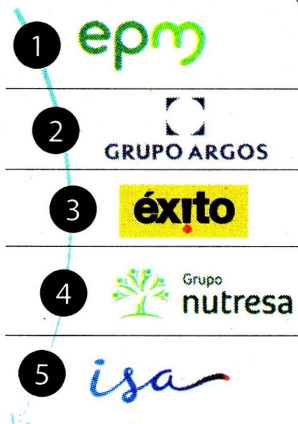 1 epm
2 GRUPO ARGOS
3 éxito
4 Grupo
nutresa
5 isa